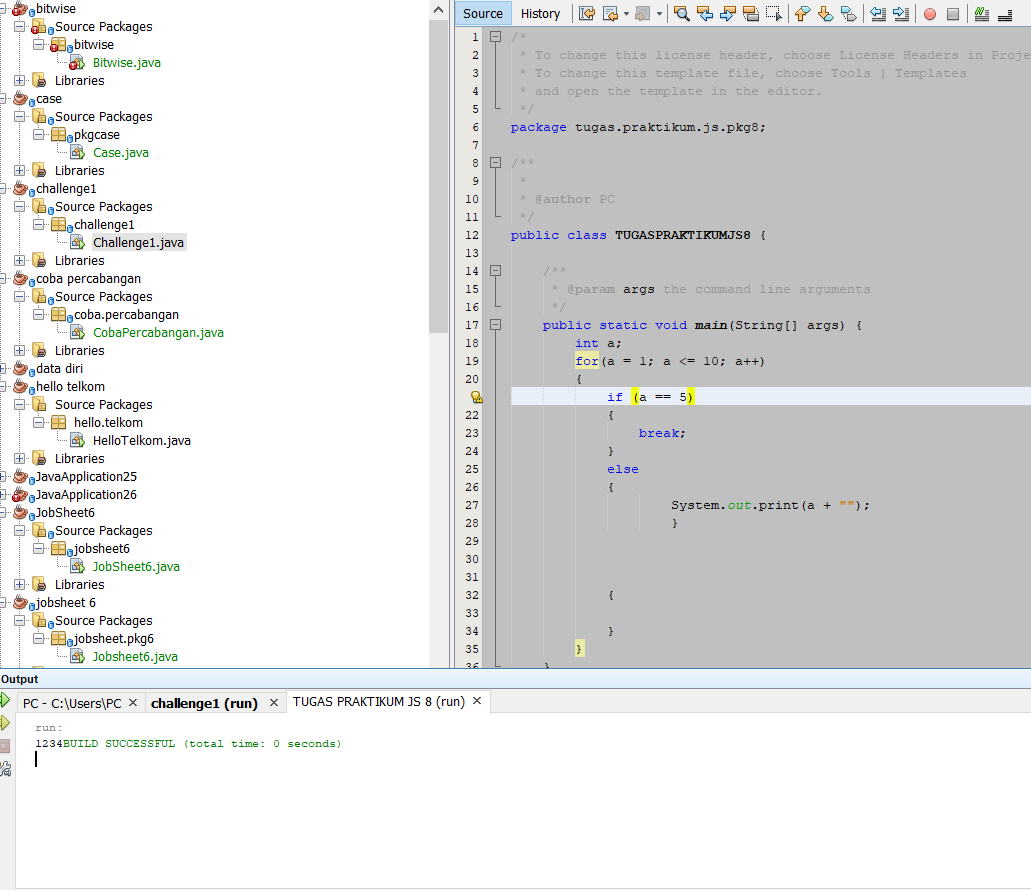 bitwise
Source Packages
bitwise
Bitwise.java
Libraries
case
Source Packages
pkgcase
Case.java
Libraries
challenge1
Source Packages
challenge1
Challenge1.java
Libraries
coba percabangan
Source Packages
coba.percabangan
CobaPercabangan.java
Libraries
data diri
hello telkom
Source Packages
hello.telkom
HelloTelkom.java
Libraries
JavaApplication25
JavaApplication26
JobSheet6
Source Packages
jobsheet6
JobSheet6.java
Libraries
jobsheet 6
Source Packages
jobsheet.pkg6
Jobsheet6.java
Source History
1 /*
2 * To change this license header, choose License Headers in Proje
3 * To change this template file, choose Tools | Templates
4 * and open the template in the editor.
5 */
6 package tugas.praktikum.js.pkg8;
7
8 /**
9 *
10 * @author PC
11 */
12 public class TUGASPRAKTIKUMJS8 {
13
14 /**
15 * @param args the command line arguments
16 */
17 public static void main(String[] args) {
18 int a;
19 for(a = 1; a <= 10; a++)
20 {
if (a == 5)
22 {
23 break;
24 }
25 else
26 {
27 System.out.print(a + "");
28 }
29
30
31
32 {
33
34 }
35 }
36 }
Output
PC - C:\Users\PC × challenge1 (run) × TUGAS PRAKTIKUM JS 8 (run) ×
run:
1234BUILD SUCCESSFUL (total time: 0 seconds)